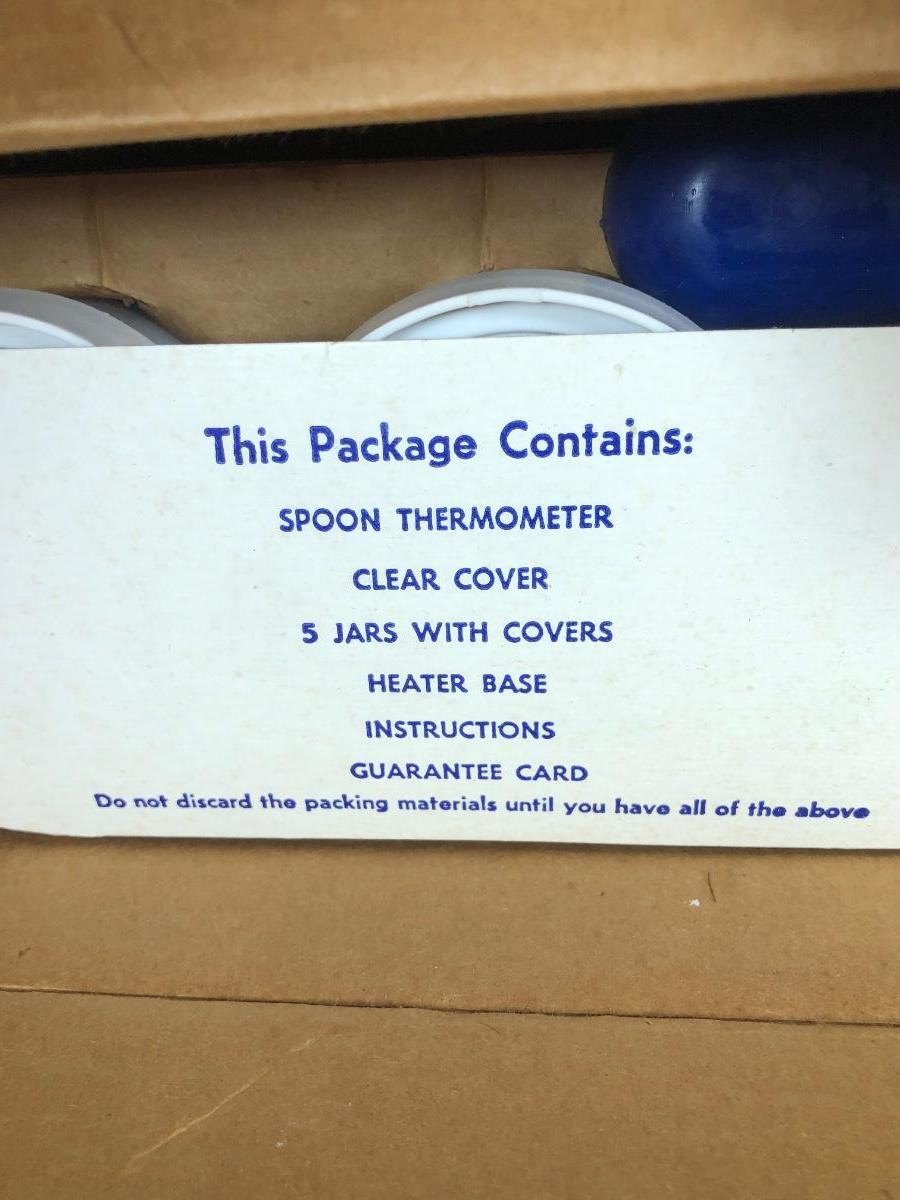 This Package Contains:
SPOON THERMOMETER
CLEAR COVER
5 JARS WITH COVERS
HEATER BASE
INSTRUCTIONS
GUARANTEE CARD
Do not discard the packing materials until you have all of the above